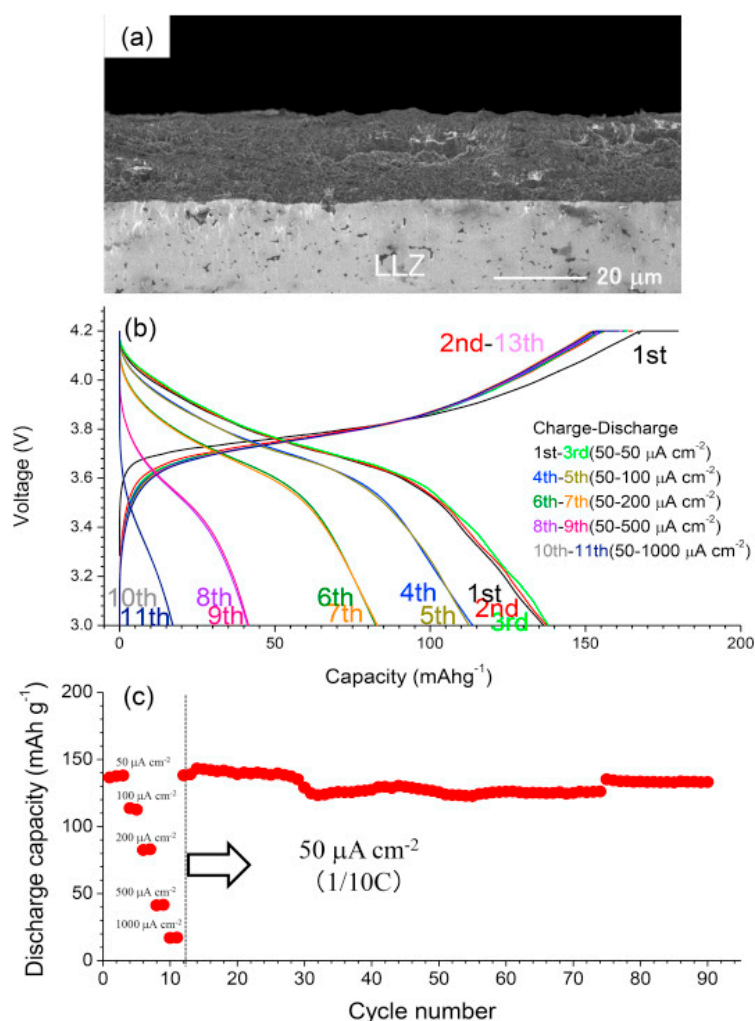 (a)
LLZ
20 μm
(b)
4.2
4.0
3.8
3.6
3.4
3.2
3.0
Voltage (V)
2nd-13th
1st
Charge-Discharge
1st-3rd(50-50 μA cm⁻²)
4th-5th(50-100 μA cm⁻²)
6th-7th(50-200 μA cm⁻²)
8th-9th(50-500 μA cm⁻²)
10th-11th(50-1000 μA cm⁻²)
10th 8th 6th 4th 1st
11th 9th 7th 5th 2nd
3rd
0 50 100 150 200
Capacity (mAhg⁻¹)
(c)
200
150
100
50
0
Discharge capacity (mAh g⁻¹)
50 μA cm⁻²
100 μA cm⁻²
200 μA cm⁻²
500 μA cm⁻²
1000 μA cm⁻²
50 μA cm⁻²
(1/10C)
0 10 20 30 40 50 60 70 80 90
Cycle number